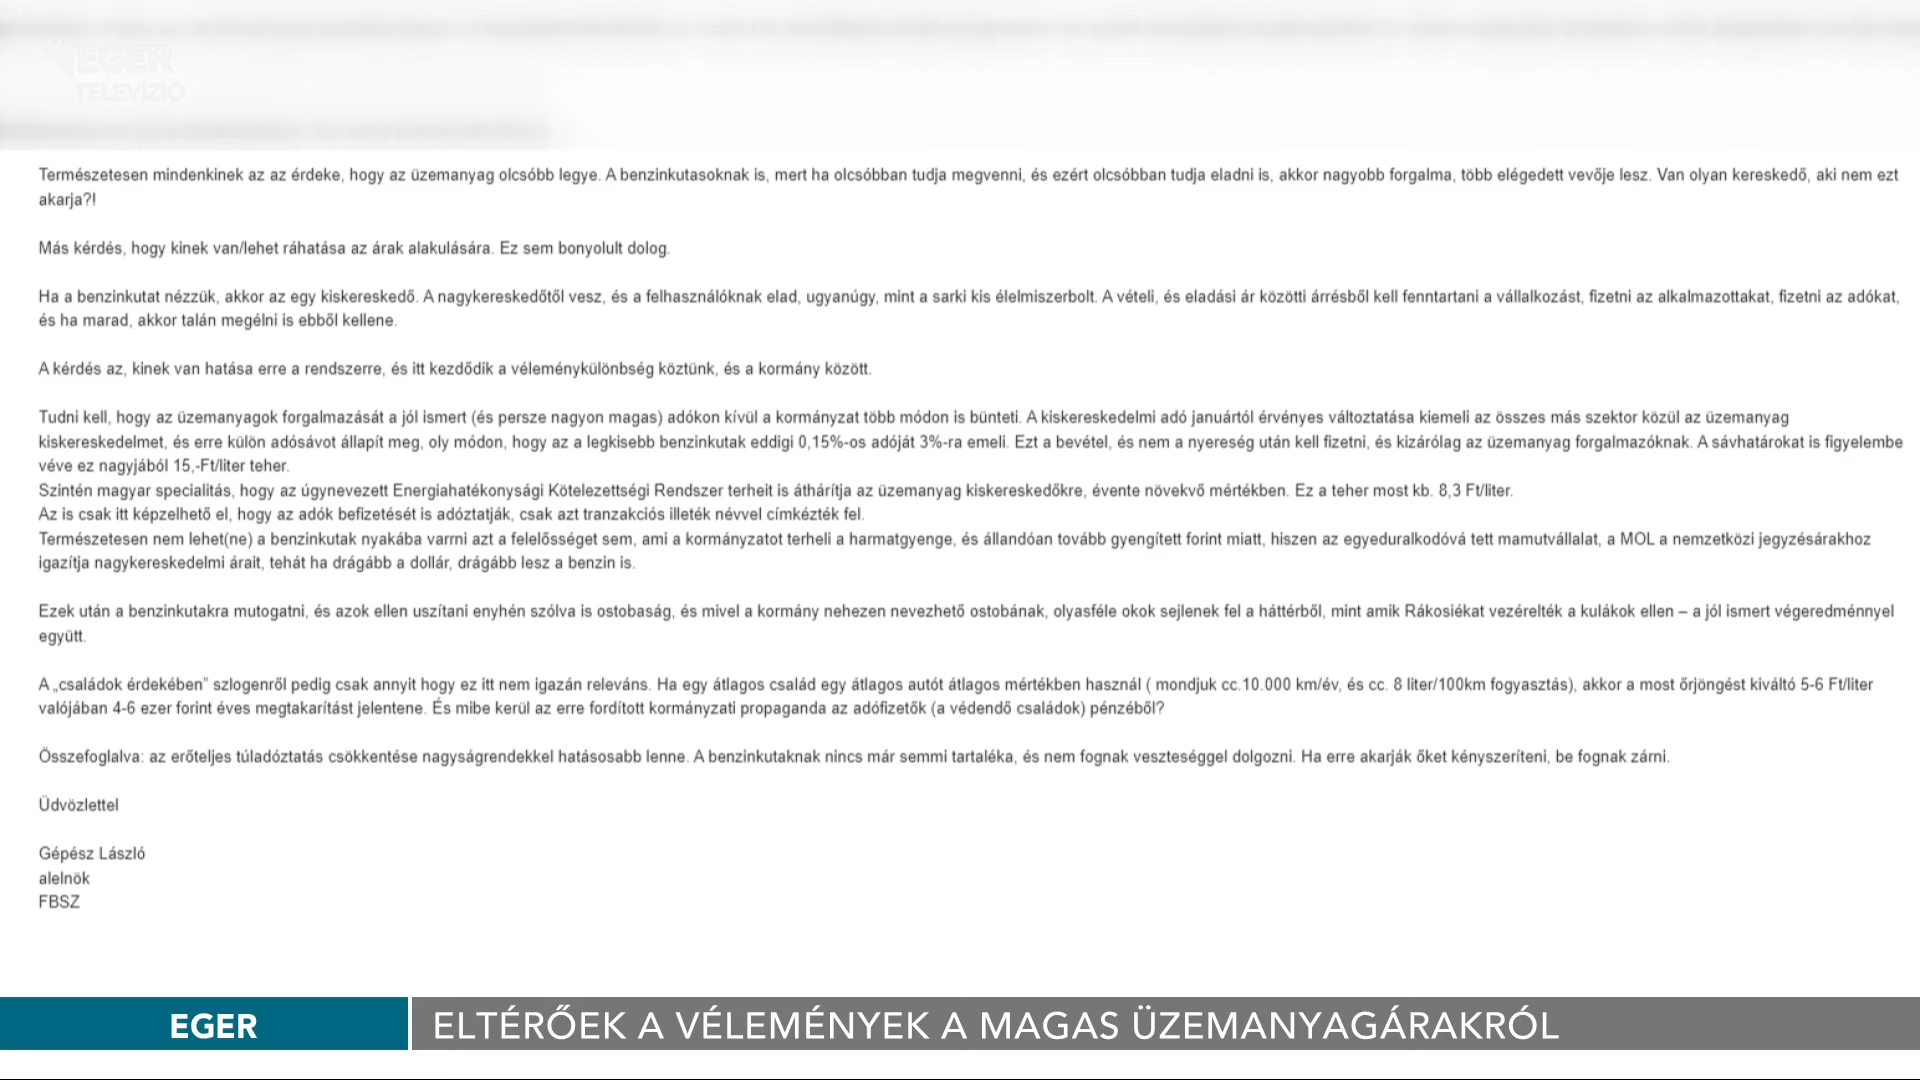 EGER
TELEVÍZIÓ
Természetesen mindenkinek az az érdeke, hogy az üzemanyag olcsóbb legye. A benzinkutasoknak is, mert ha olcsóbban tudja megvenni, és ezért olcsóbban tudja eladni is, akkor nagyobb forgalma, több elégedett vevője lesz. Van olyan kereskedő, aki nem ezt
akarja?!
Más kérdés, hogy kinek van/lehet ráhatása az árak alakulására. Ez sem bonyolult dolog.
Ha a benzinkutat nézzük, akkor az egy kiskereskedő. A nagykereskedőtől vesz, és a felhasználóknak elad, ugyanúgy, mint a sarki kis élelmiszerbolt. A vételi, és eladási ár közötti árrésből kell fenntartani a vállalkozást, fizetni az alkalmazottakat, fizetni az adókat,
és ha marad, akkor talán megélni is ebből kellene.
A kérdés az, kinek van hatása erre a rendszerre, és itt kezdődik a véleménykülönbség köztünk, és a kormány között.
Tudni kell, hogy az üzemanyagok forgalmazását a jól ismert (és persze nagyon magas) adókon kívül a kormányzat több módon is bünteti. A kiskereskedelmi adó januártól érvényes változtatása kiemeli az összes más szektor közül az üzemanyag
kiskereskedelmet, és erre külön adósávot állapít meg, oly módon, hogy az a legkisebb benzinkutak eddigi 0,15%-os adóját 3%-ra emeli. Ezt a bevétel, és nem a nyereség után kell fizetni, és kizárólag az üzemanyag forgalmazóknak. A sávhatárokat is figyelembe
véve ez nagyjából 15,-Ft/liter teher.
Szintén magyar specialitás, hogy az úgynevezett Energiahatékonysági Kötelezettségi Rendszer terheit is áthárítja az üzemanyag kiskereskedőkre, évente növekvő mértékben. Ez a teher most kb. 8,3 Ft/liter.
Az is csak itt képzelhető el, hogy az adók befizetését is adóztatják, csak azt tranzakciós illeték névvel címkézték fel.
Természetesen nem lehet(ne) a benzinkutak nyakába varrni azt a felelősséget sem, ami a kormányzatot terheli a harmatgyenge, és állandóan tovább gyengített forint miatt, hiszen az egyeduralkodóvá tett mamutvállalat, a MOL a nemzetközi jegyzésárakhoz
igazítja nagykereskedelmi árait, tehát ha drágább a dollár, drágább lesz a benzin is.
Ezek után a benzinkutakra mutogatni, és azok ellen uszítani enyhén szólva is ostobaság, és mivel a kormány nehezen nevezhető ostobának, olyasféle okok sejlenek fel a háttérből, mint amik Rákosiékat vezérelték a kulákok ellen – a jól ismert végeredménnyel
együtt.
A „családok érdekében” szlogenről pedig csak annyit hogy ez itt nem igazán releváns. Ha egy átlagos család egy átlagos autót átlagos mértékben használ ( mondjuk cc.10.000 km/év, és cc. 8 liter/100km fogyasztás), akkor a most őrjöngést kiváltó 5-6 Ft/liter
valójában 4-6 ezer forint éves megtakarítást jelentene. És mibe kerül az erre fordított kormányzati propaganda az adófizetők (a védendő családok) pénzéből?
Összefoglalva: az erőteljes túladóztatás csökkentése nagyságrendekkel hatásosabb lenne. A benzinkutaknak nincs már semmi tartaléka, és nem fognak veszteséggel dolgozni. Ha erre akarják őket kényszeríteni, be fognak zárni.
Üdvözlettel
Gépész László
alelnök
FBSZ
EGER
ELTÉRŐEK A VÉLEMÉNYEK A MAGAS ÜZEMANYAGÁRAKRÓL